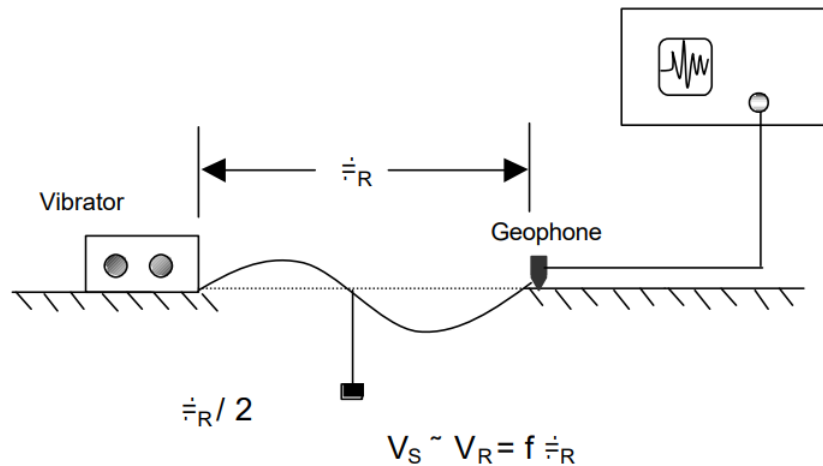 ≑R
Vibrator
Geophone
≑R / 2
VS ~ VR = f ≑R